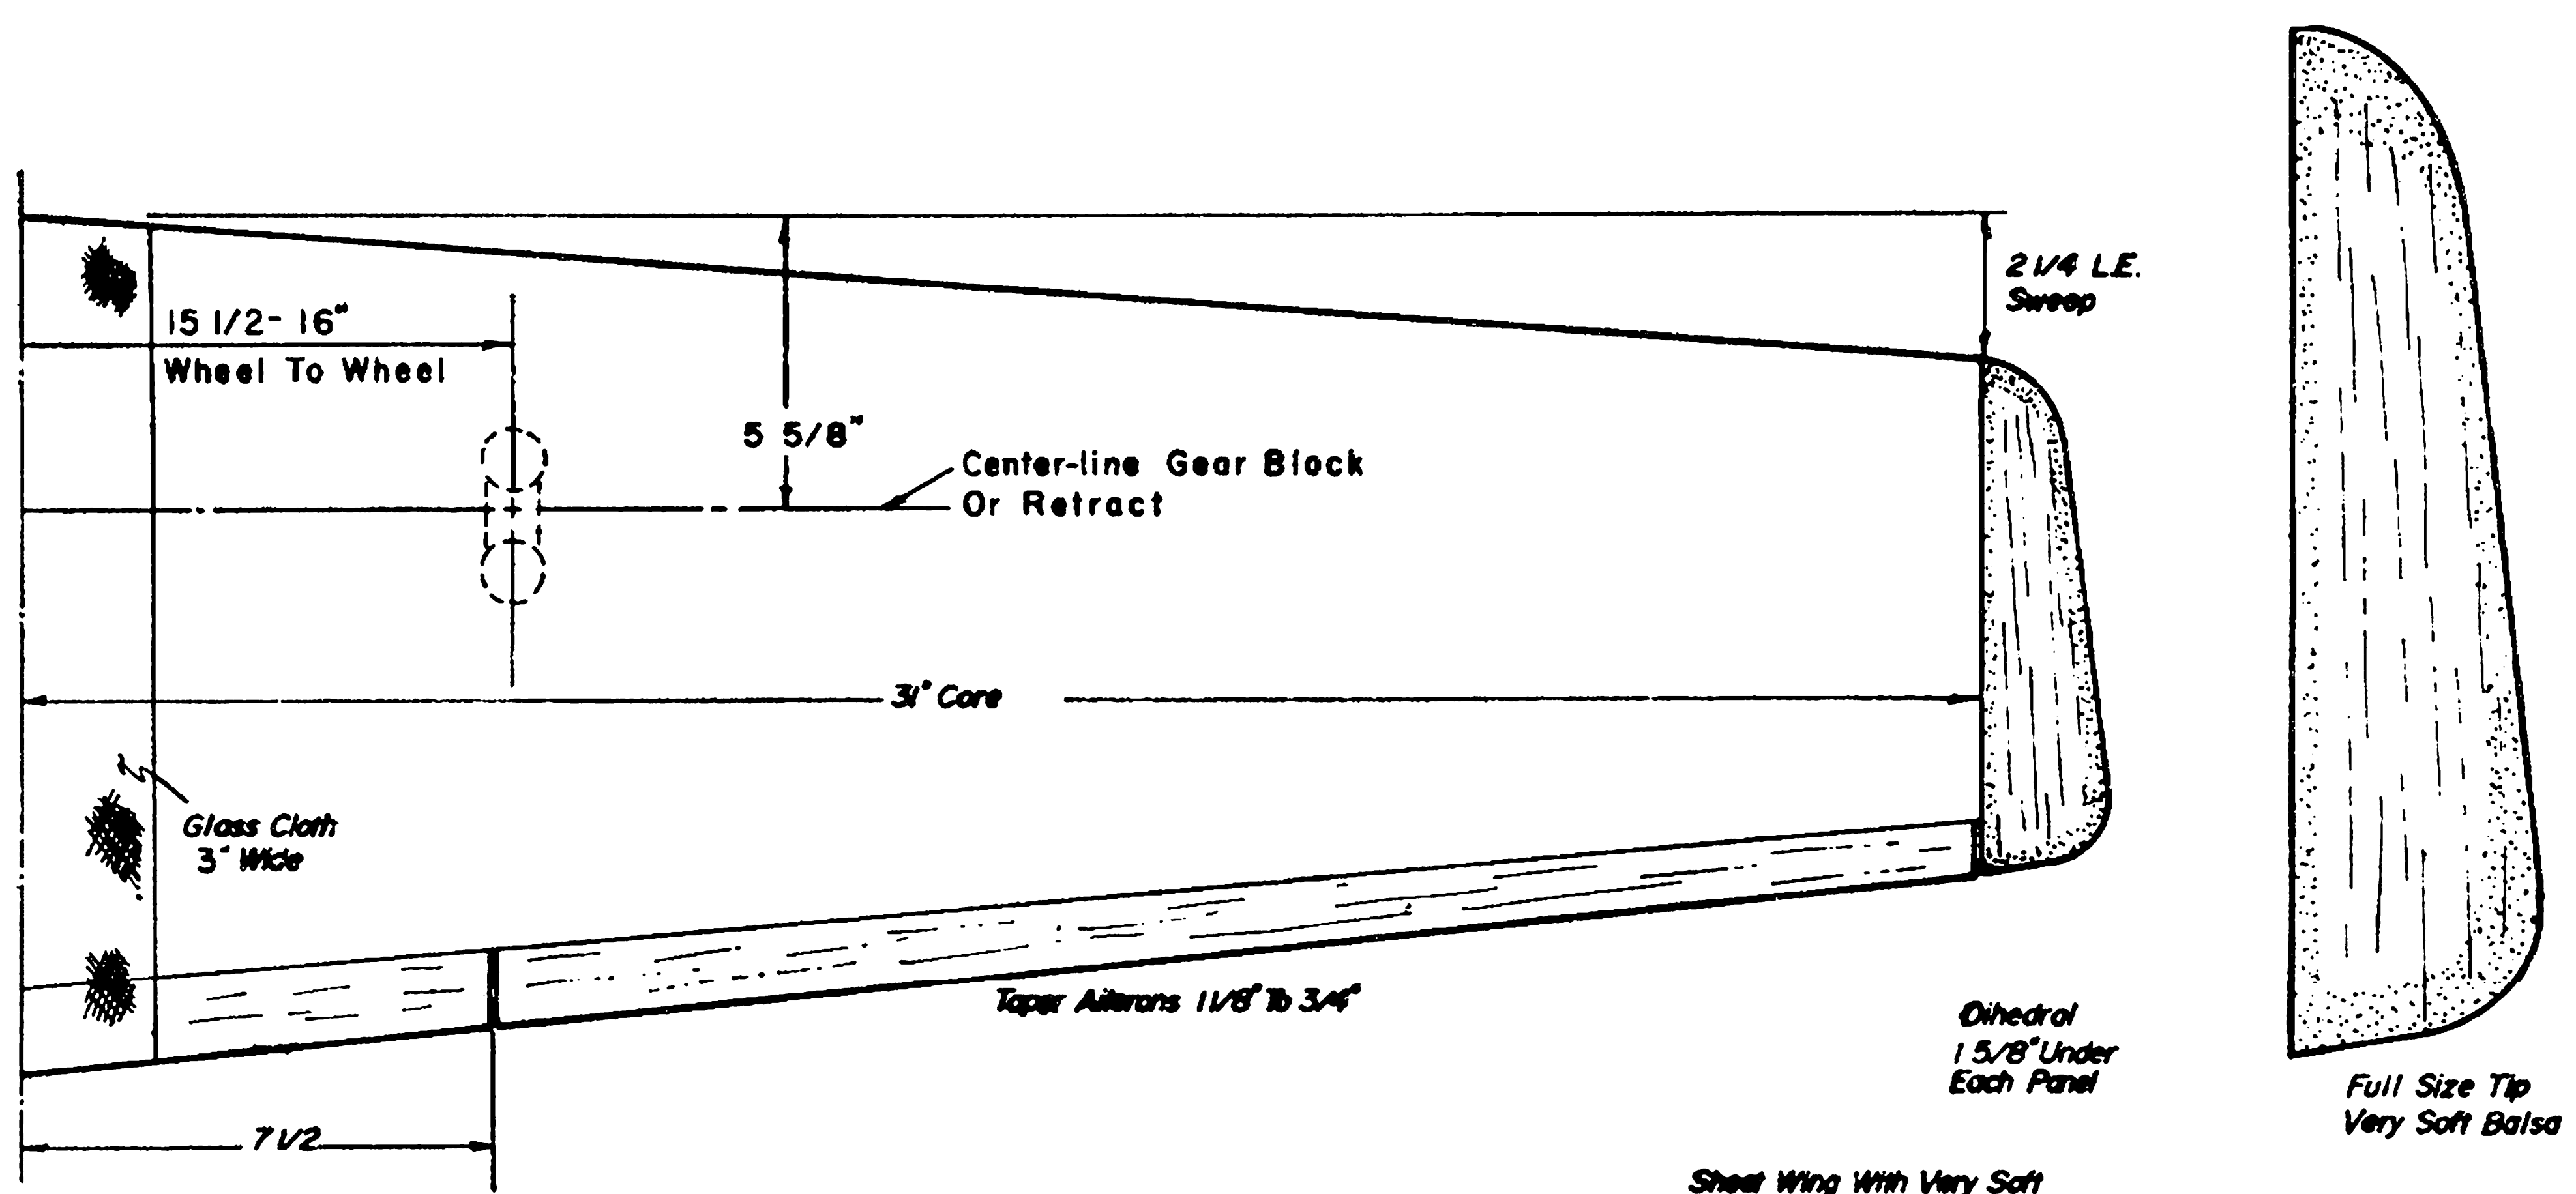 2 1/4 L.E.
Sweep
15 1/2 - 16"
Wheel To Wheel
5 5/8"
Center-line Gear Block
Or Retract
31" Core
Glass Cloth
3" Wide
Taper Ailerons 1 1/8" To 3/4"
Dihedral
1 5/8" Under
Each Panel
Full Size Tip
Very Soft Balsa
7 1/2
Sheet Wing With Very Soft